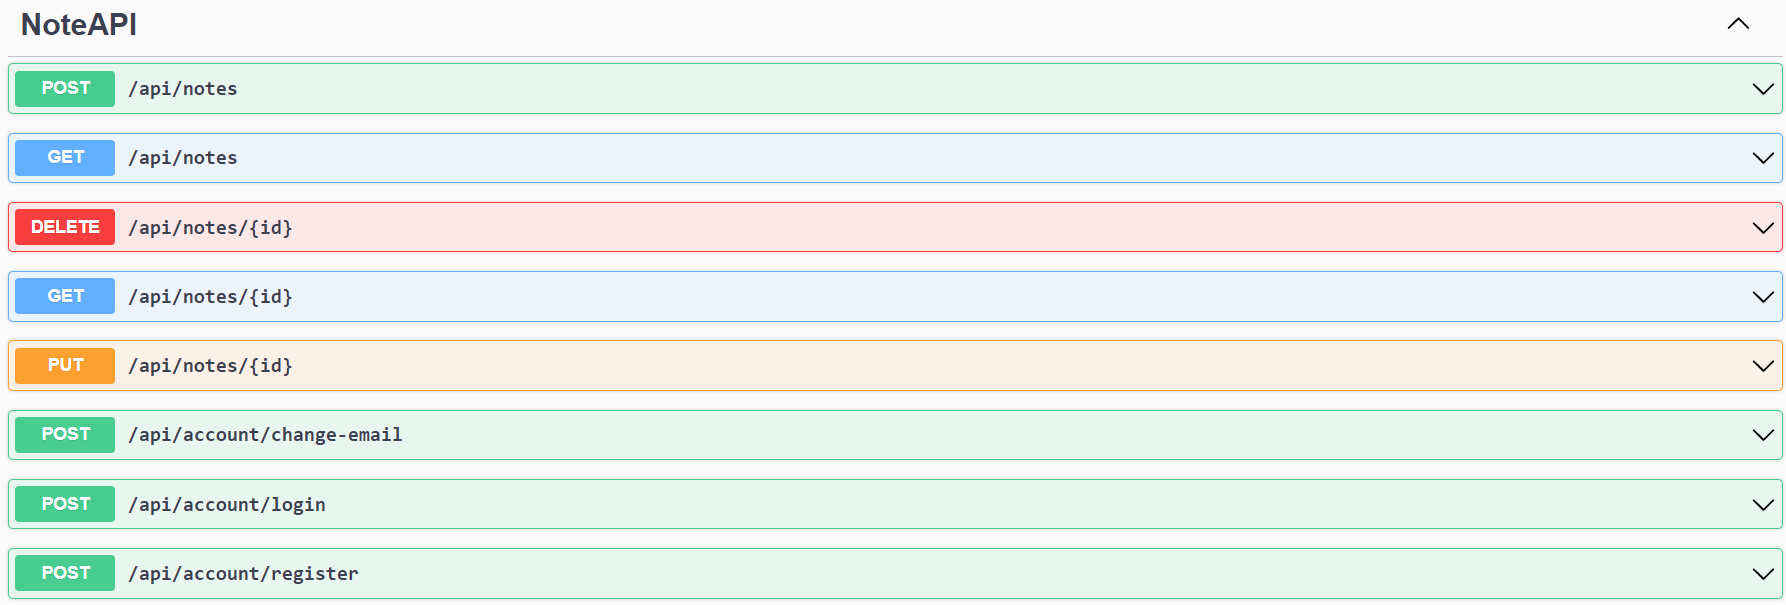 NoteAPI
POST /api/notes
GET /api/notes
DELETE /api/notes/{id}
GET /api/notes/{id}
PUT /api/notes/{id}
POST /api/account/change-email
POST /api/account/login
POST /api/account/register